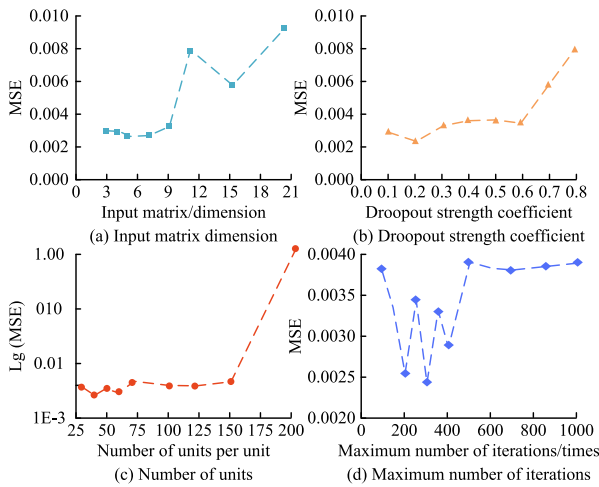 0.010
0.008
0.006
0.004
0.002
0.000
MSE
0 3 6 9 12 15 18 21
Input matrix/dimension
(a) Input matrix dimension
0.010
0.008
0.006
0.004
0.002
0.000
MSE
0.0 0.1 0.2 0.3 0.4 0.5 0.6 0.7 0.8
Droopout strength coefficient
(b) Droopout strength coefficient
1.00
010
0.01
1E-3
Lg (MSE)
25 50 75 100 125 150 175 200
Number of units per unit
(c) Number of units
0.0040
0.0035
0.0030
0.0025
0.0020
MSE
0 200 400 600 800 1000
Maximum number of iterations/times
(d) Maximum number of iterations